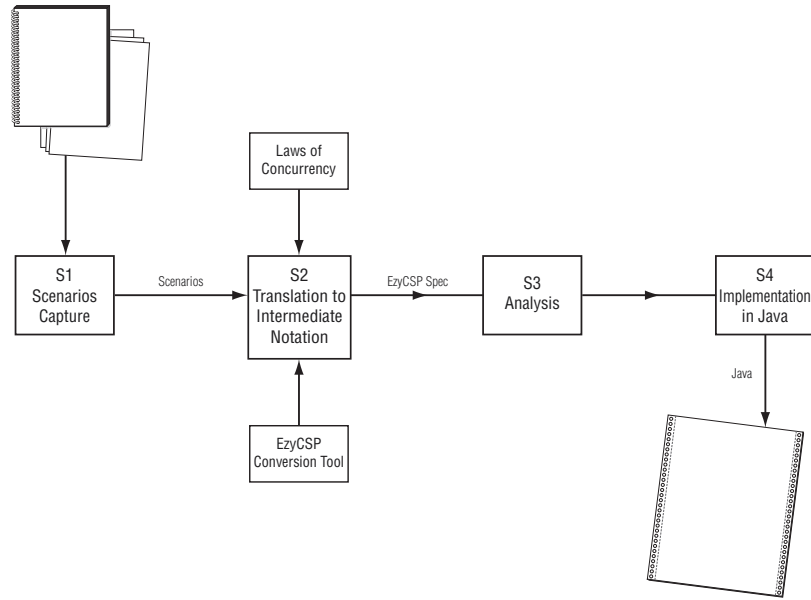 Laws of
Concurrency
S1
Scenarios
Capture
Scenarios
S2
Translation to
Intermediate
Notation
EzyCSP Spec
S3
Analysis
S4
Implementation
in Java
Java
EzyCSP
Conversion Tool